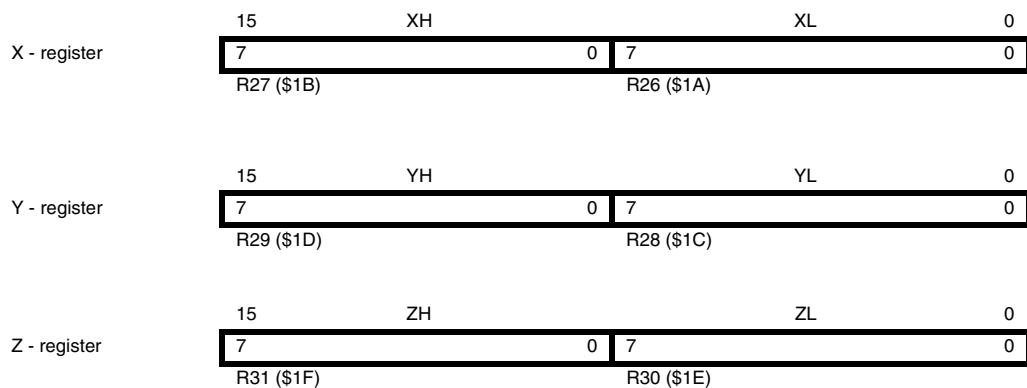 15 XH XL 0
X - register 7 0 7 0
R27 ($1B) R26 ($1A)
15 YH YL 0
Y - register 7 0 7 0
R29 ($1D) R28 ($1C)
15 ZH ZL 0
Z - register 7 0 7 0
R31 ($1F) R30 ($1E)